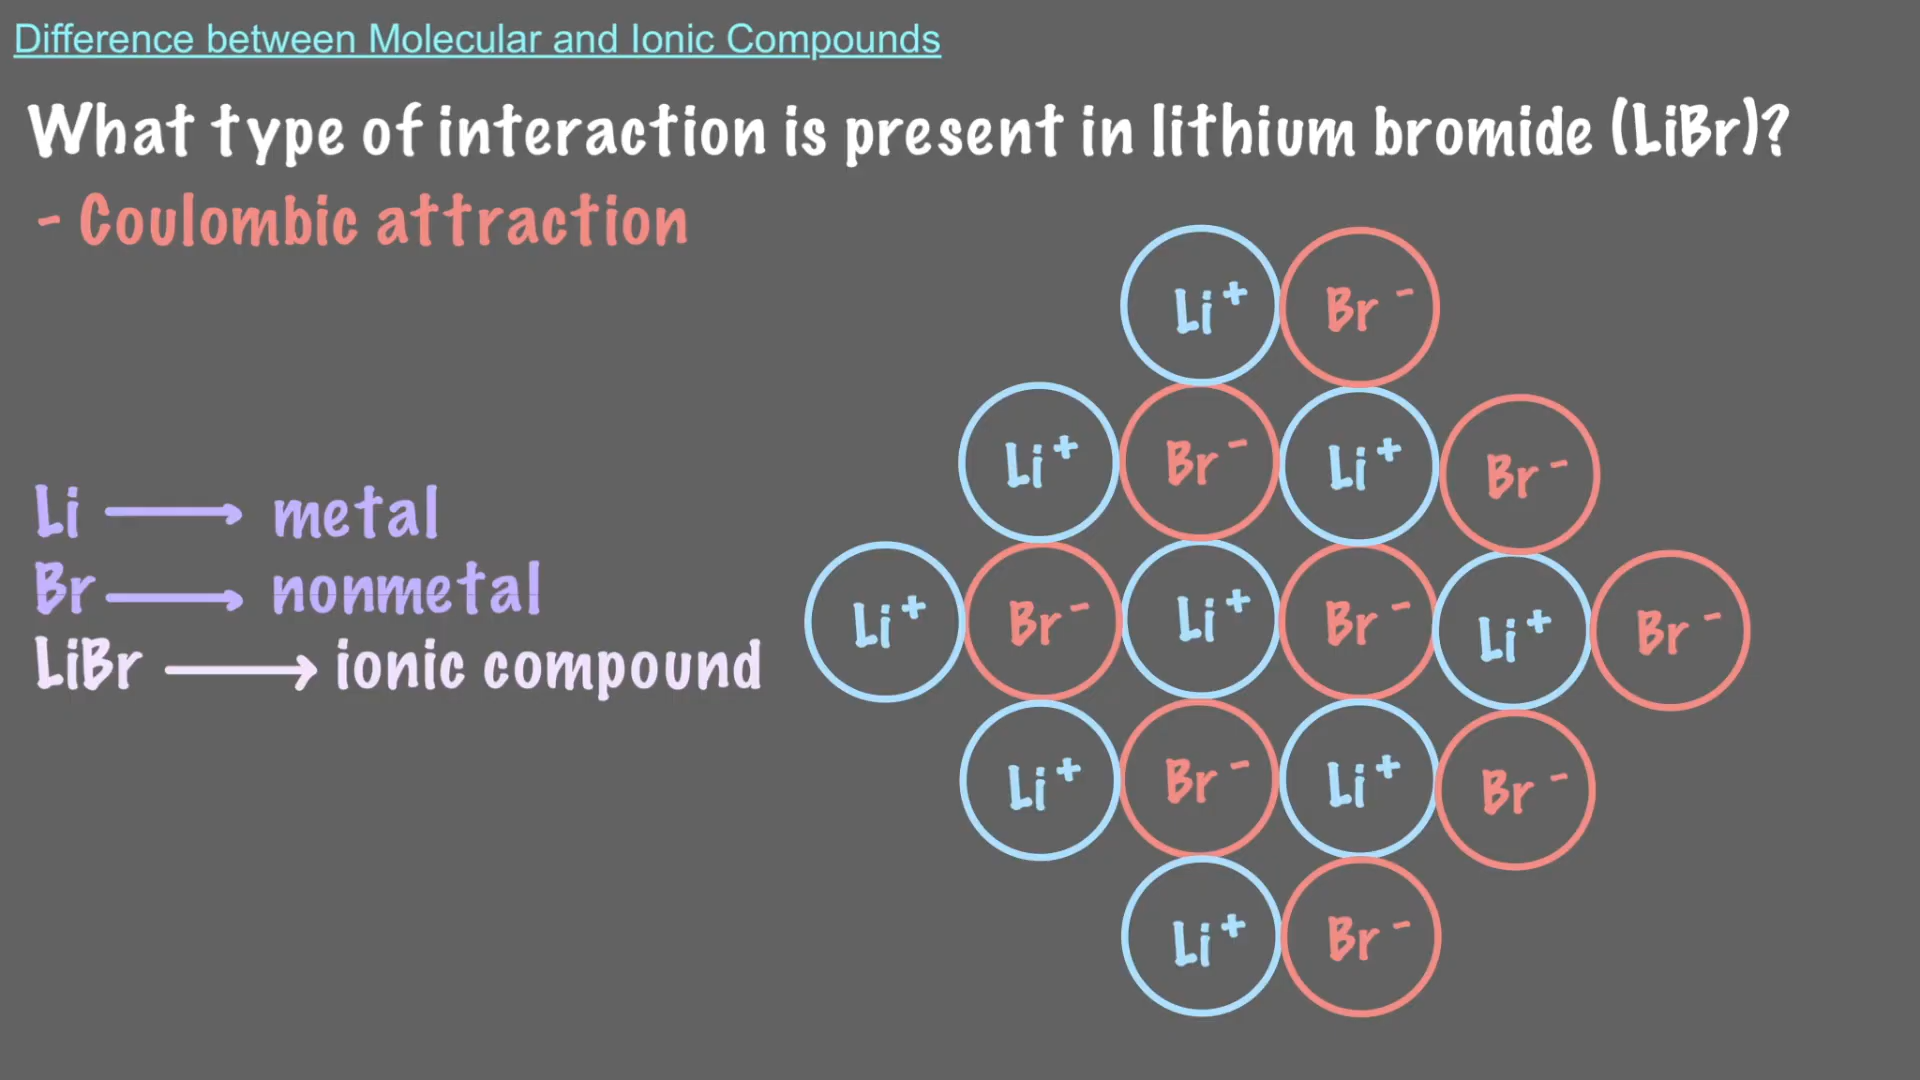 Difference between Molecular and Ionic Compounds
What type of interaction is present in lithium bromide (LiBr)?
- Coulombic attraction
Li⁺ Br⁻
Li⁺ Br⁻ Li⁺ Br⁻
Li → metal
Br → nonmetal
Li⁺ Br⁻ Li⁺ Br⁻ Li⁺ Br⁻
LiBr → ionic compound
Li⁺ Br⁻ Li⁺ Br⁻
Li⁺ Br⁻